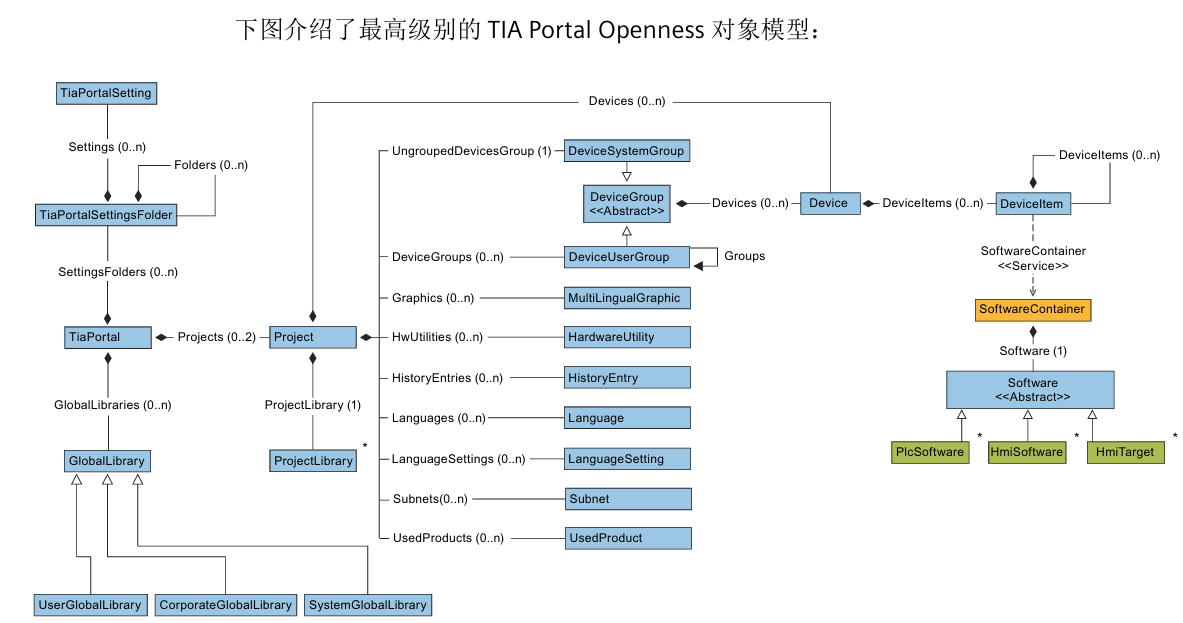 下图介绍了最高级别的 TIA Portal Openness 对象模型：
TiaPortalSetting
Devices (0..n)
Settings (0..n)
Folders (0..n)
UngroupedDevicesGroup (1)
DeviceSystemGroup
DeviceItems (0..n)
TiaPortalSettingsFolder
DeviceGroup
<<Abstract>>
Devices (0..n)
Device
DeviceItems (0..n)
DeviceItem
SettingsFolders (0..n)
DeviceGroups (0..n)
DeviceUserGroup
Groups
SoftwareContainer
<<Service>>
Graphics (0..n)
MultiLingualGraphic
SoftwareContainer
TiaPortal
Projects (0..2)
Project
HwUtilities (0..n)
HardwareUtility
Software (1)
HistoryEntries (0..n)
HistoryEntry
Software
<<Abstract>>
GlobalLibraries (0..n)
ProjectLibrary (1)
Languages (0..n)
Language
*
*
*
*
PlcSoftware
HmiSoftware
HmiTarget
GlobalLibrary
ProjectLibrary
LanguageSettings (0..n)
LanguageSetting
Subnets(0..n)
Subnet
UsedProducts (0..n)
UsedProduct
UserGlobalLibrary
CorporateGlobalLibrary
SystemGlobalLibrary